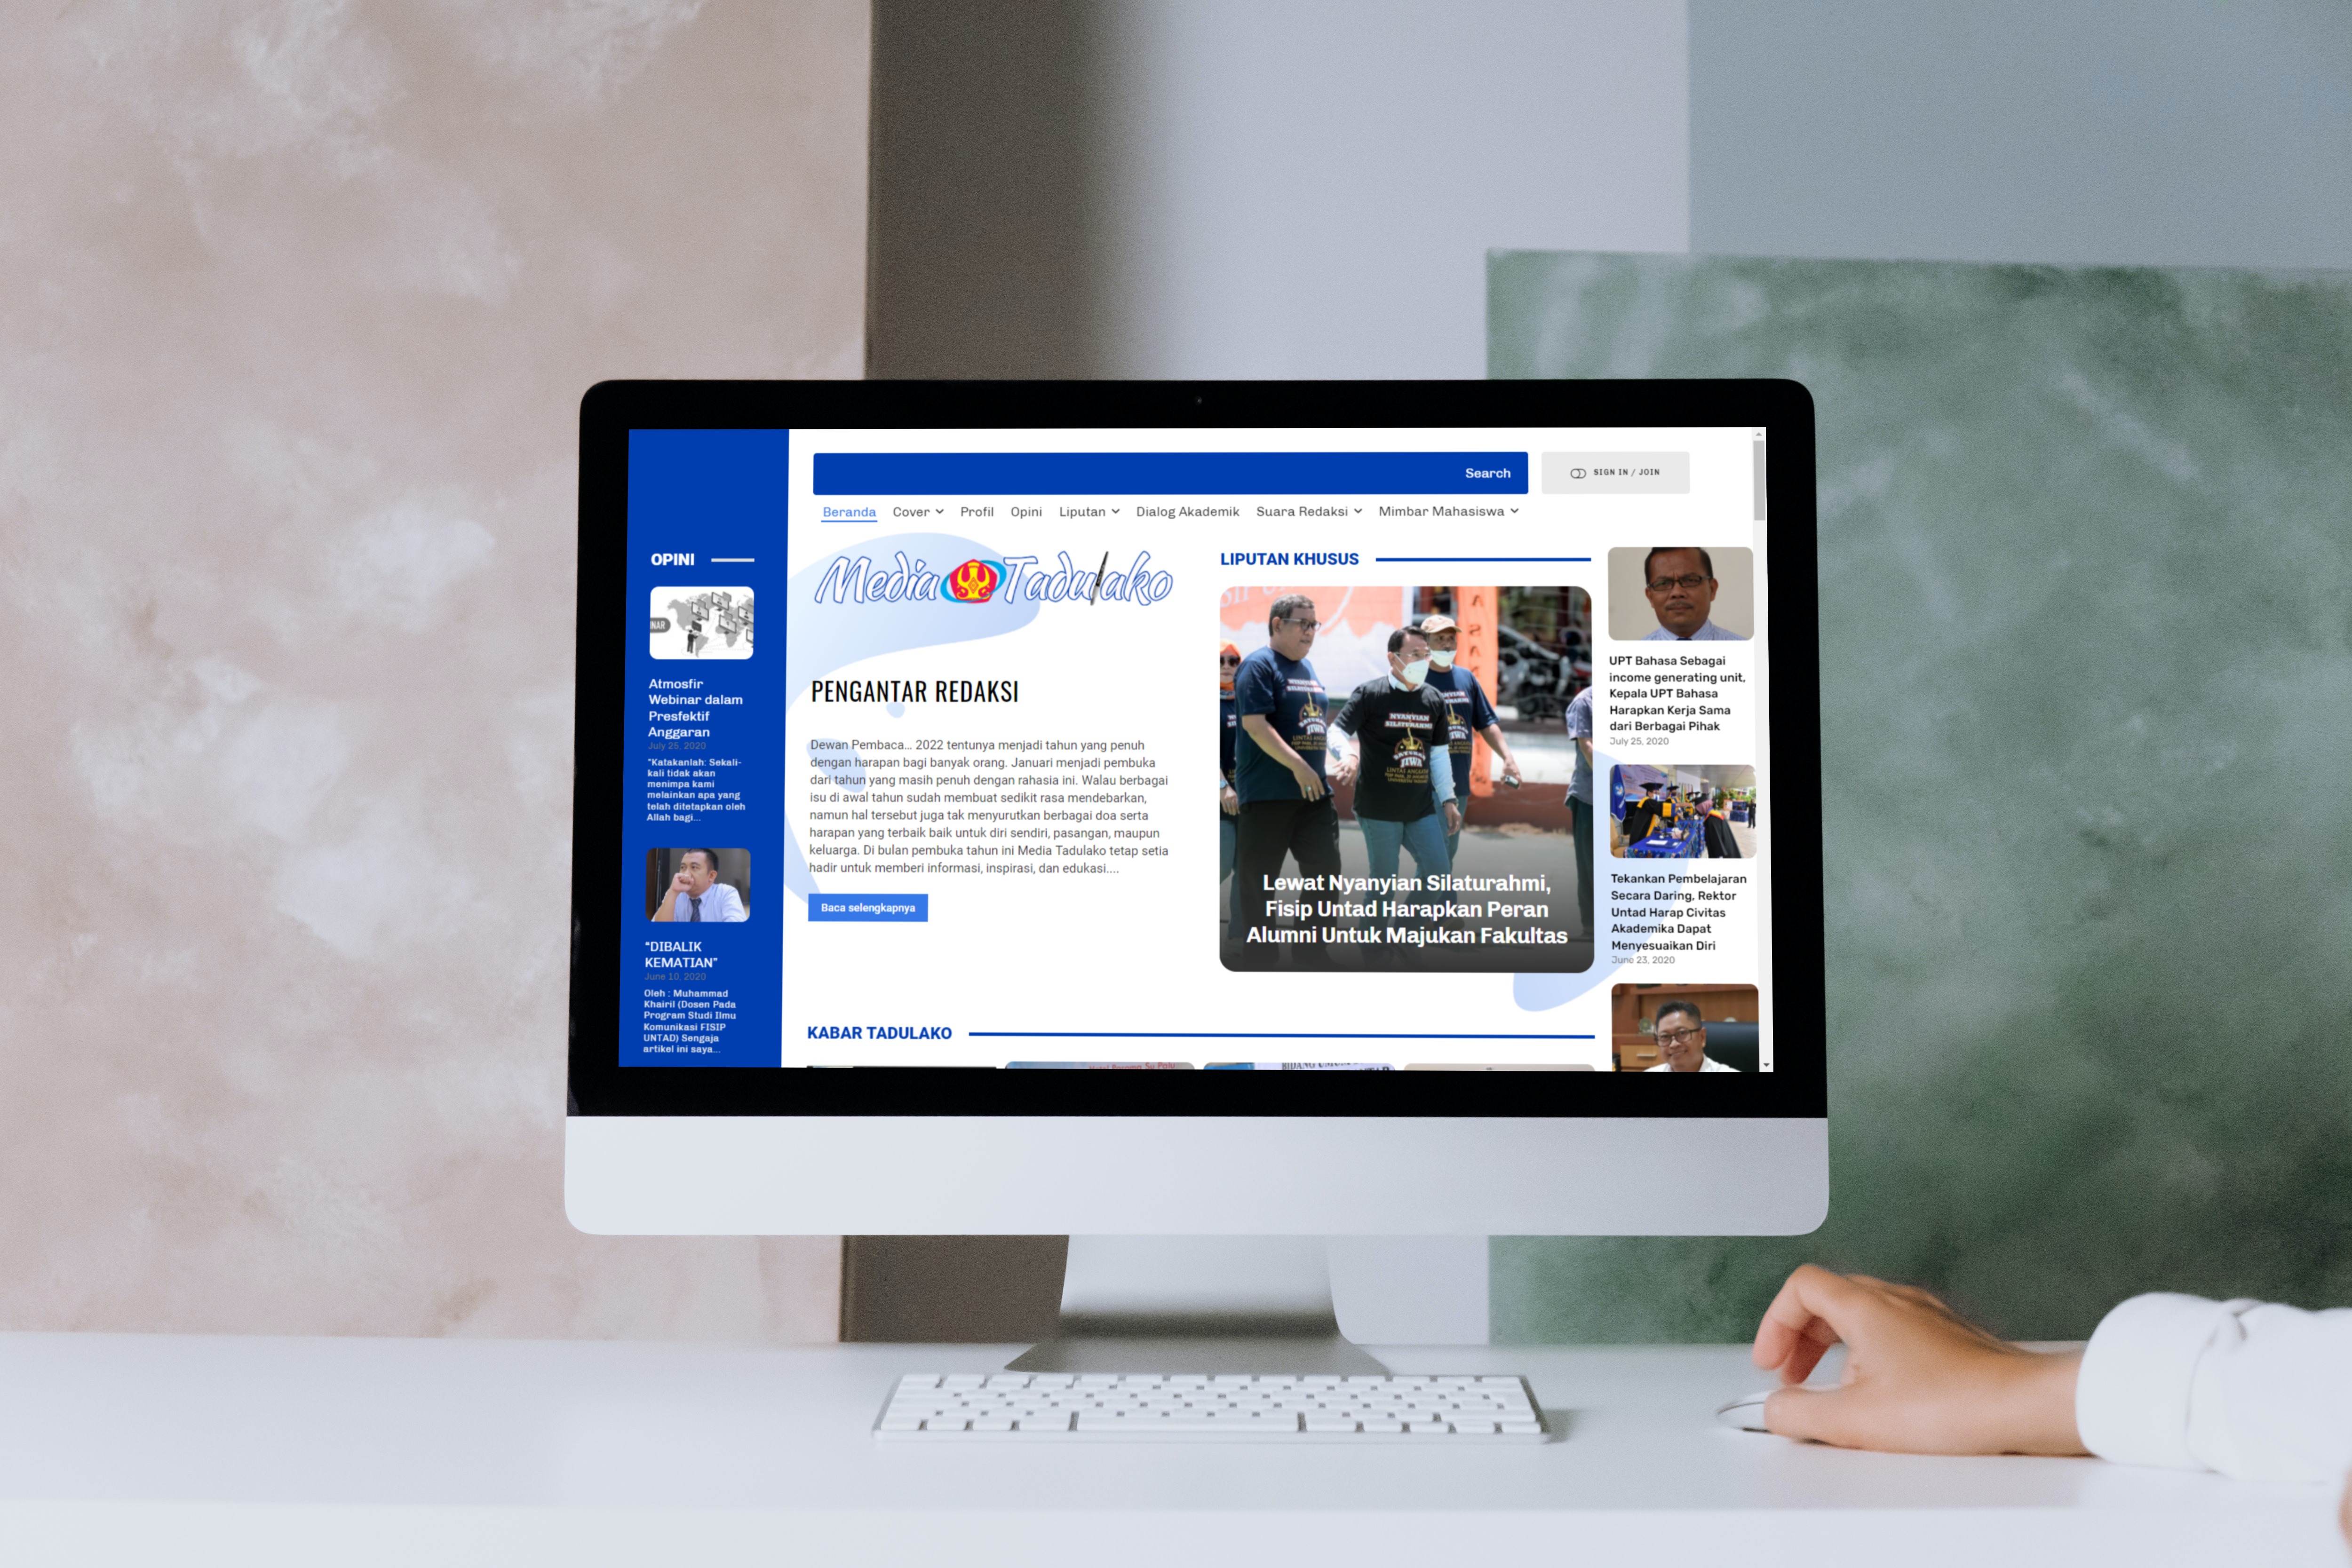 Search
SIGN IN / JOIN
Beranda
Cover
Profil
Opini
Liputan
Dialog Akademik
Suara Redaksi
Mimbar Mahasiswa
OPINI
NAR
Atmosfir
Webinar dalam
Presfektif
Anggaran
July 25, 2020
"Katakanlah: Sekali-
kali tidak akan
menimpa kami
melainkan apa yang
telah ditetapkan oleh
Allah bagi...
"DIBALIK
KEMATIAN"
June 10, 2020
Oleh : Muhammad
Khairil (Dosen Pada
Program Studi Ilmu
Komunikasi FISIP
UNTAD) Sengaja
artikel ini saya...
Media Tadulako
PENGANTAR REDAKSI
Dewan Pembaca... 2022 tentunya menjadi tahun yang penuh
dengan harapan bagi banyak orang. Januari menjadi pembuka
dari tahun yang masih penuh dengan rahasia ini. Walau berbagai
isu di awal tahun sudah membuat sedikit rasa mendebarkan,
namun hal tersebut juga tak menyurutkan berbagai doa serta
harapan yang terbaik baik untuk diri sendiri, pasangan, maupun
keluarga. Di bulan pembuka tahun ini Media Tadulako tetap setia
hadir untuk memberi informasi, inspirasi, dan edukasi....
Baca selengkapnya
LIPUTAN KHUSUS
NYANYIAN
SILATURAHMI
JIWA
Lewat Nyanyian Silaturahmi,
Fisip Untad Harapkan Peran
Alumni Untuk Majukan Fakultas
UPT Bahasa Sebagai
income generating unit,
Kepala UPT Bahasa
Harapkan Kerja Sama
dari Berbagai Pihak
July 25, 2020
Tekankan Pembelajaran
Secara Daring, Rektor
Untad Harap Civitas
Akademika Dapat
Menyesuaikan Diri
June 23, 2020
KABAR TADULAKO